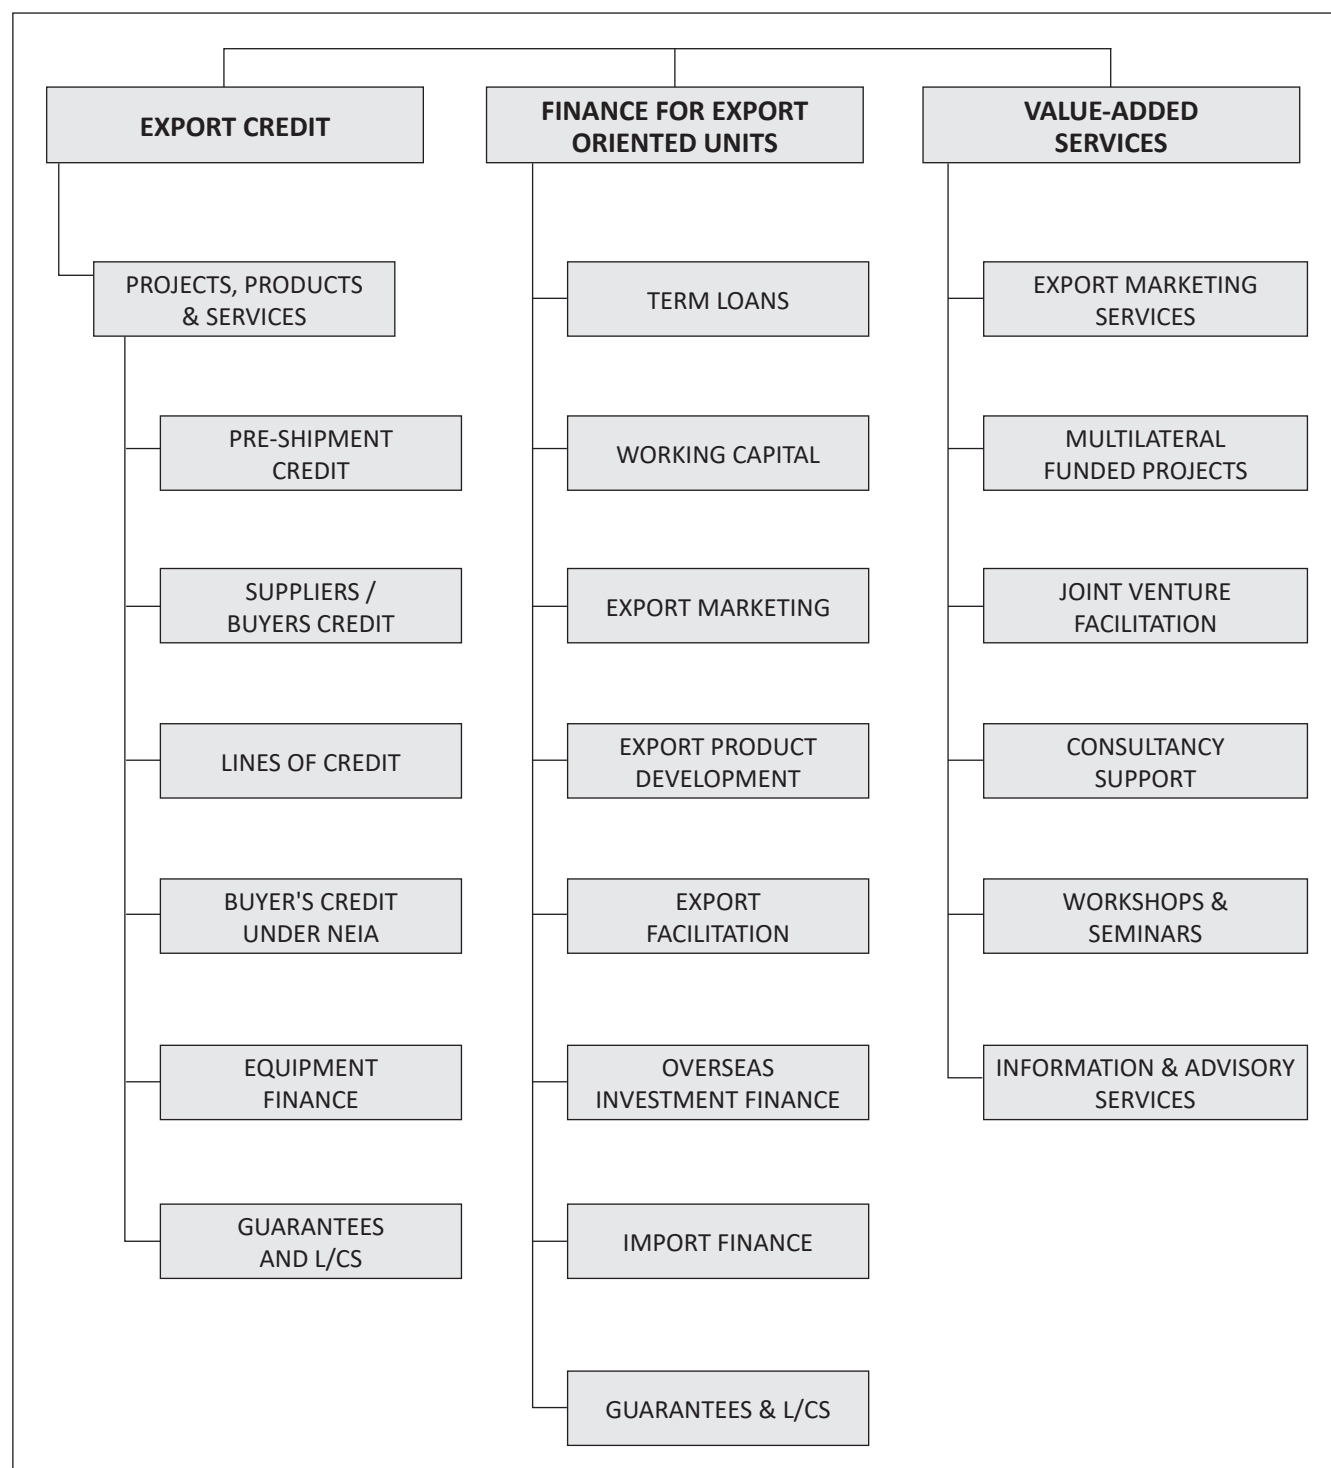 EXPORT CREDIT
PROJECTS, PRODUCTS
& SERVICES
PRE-SHIPMENT
CREDIT
SUPPLIERS /
BUYERS CREDIT
LINES OF CREDIT
BUYER'S CREDIT
UNDER NEIA
EQUIPMENT
FINANCE
GUARANTEES
AND L/CS
FINANCE FOR EXPORT
ORIENTED UNITS
TERM LOANS
WORKING CAPITAL
EXPORT MARKETING
EXPORT PRODUCT
DEVELOPMENT
EXPORT
FACILITATION
OVERSEAS
INVESTMENT FINANCE
IMPORT FINANCE
GUARANTEES & L/CS
VALUE-ADDED
SERVICES
EXPORT MARKETING
SERVICES
MULTILATERAL
FUNDED PROJECTS
JOINT VENTURE
FACILITATION
CONSULTANCY
SUPPORT
WORKSHOPS &
SEMINARS
INFORMATION & ADVISORY
SERVICES